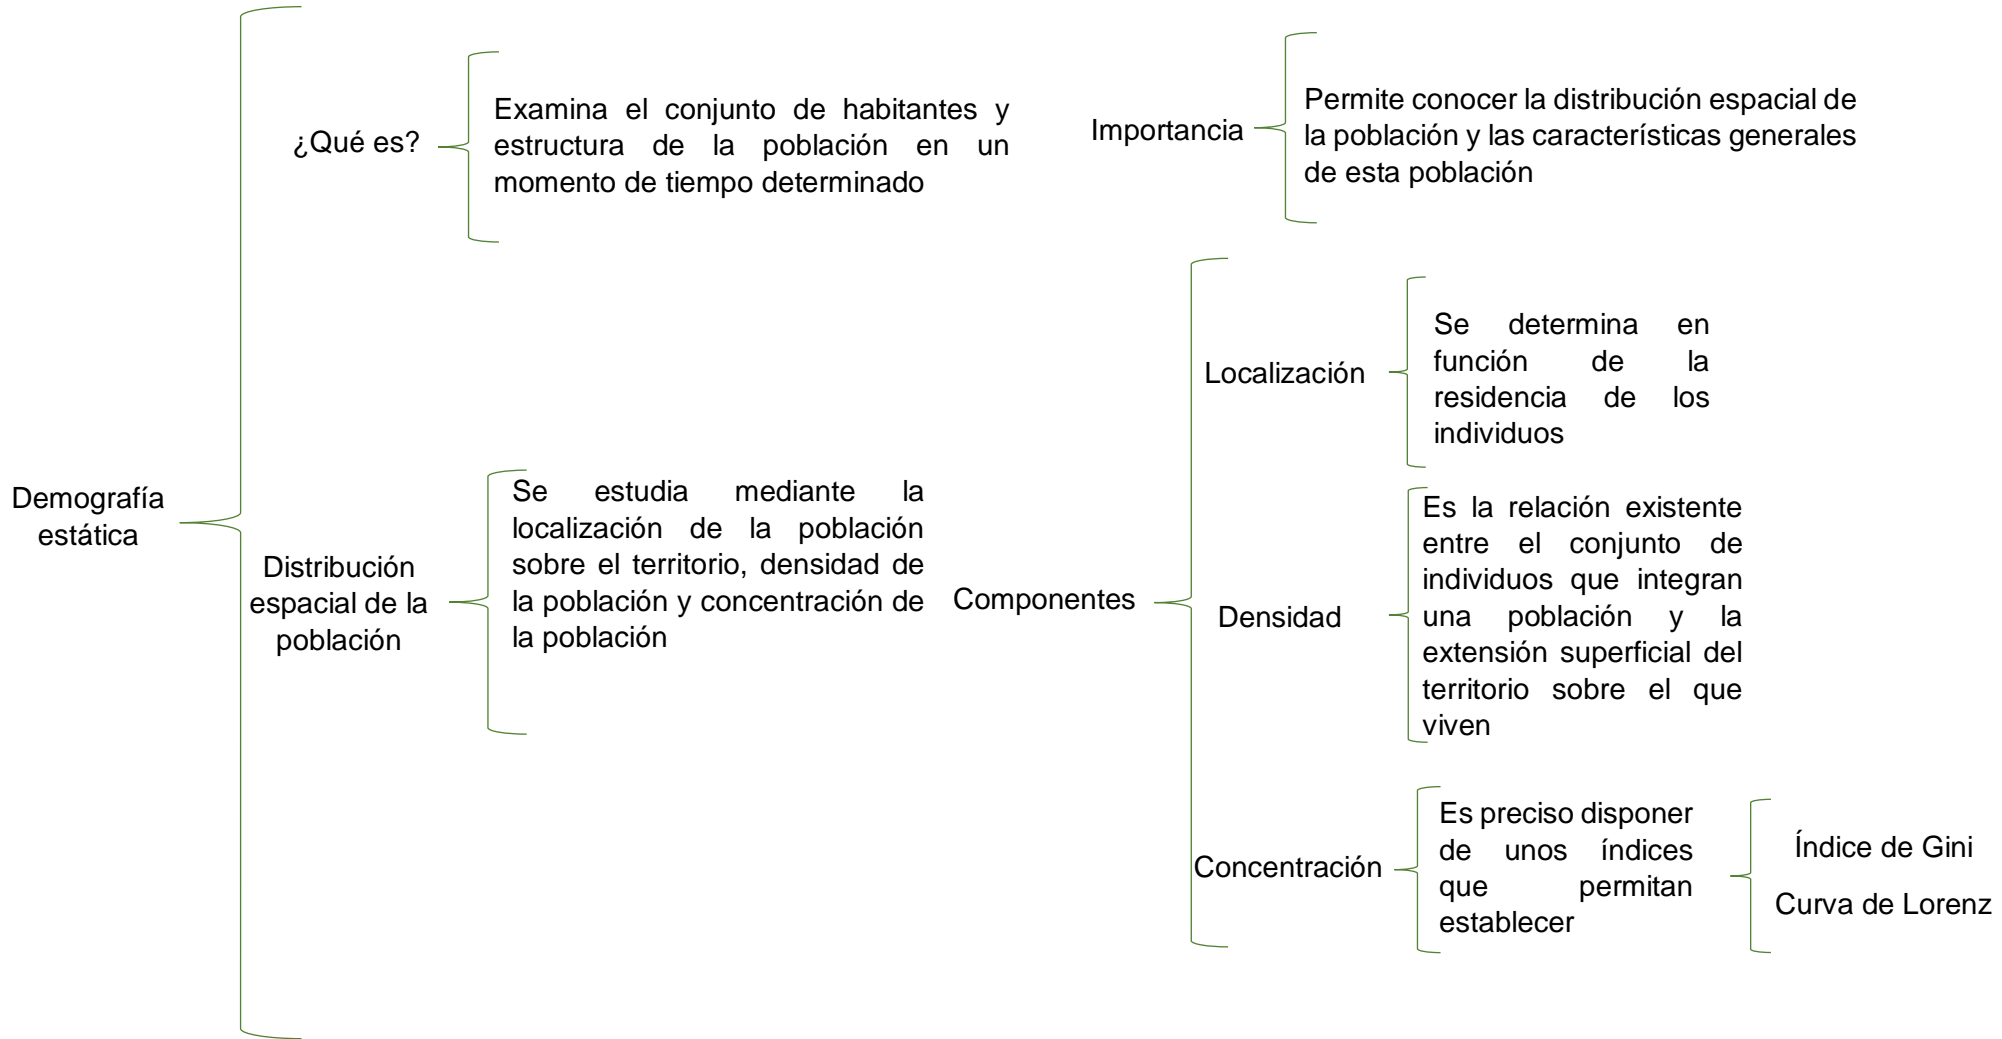 Demografía
estática
¿Qué es?
Examina el conjunto de habitantes y
estructura de la población en un
momento de tiempo determinado
Importancia
Permite conocer la distribución espacial de
la población y las característícas generales
de esta población
Distribución
espacial de la
población
Se estudia mediante la
localización de la población
sobre el territorio, densidad de
la población y concentración de
la población
Componentes
Localización
Se determina en
función de la
residencia de los
individuos
Densidad
Es la relación existente
entre el conjunto de
individuos que integran
una población y la
extensión superficial del
territorio sobre el que
viven
Concentración
Es preciso disponer
de unos índices
que permitan
establecer
Índice de Gini
Curva de Lorenz